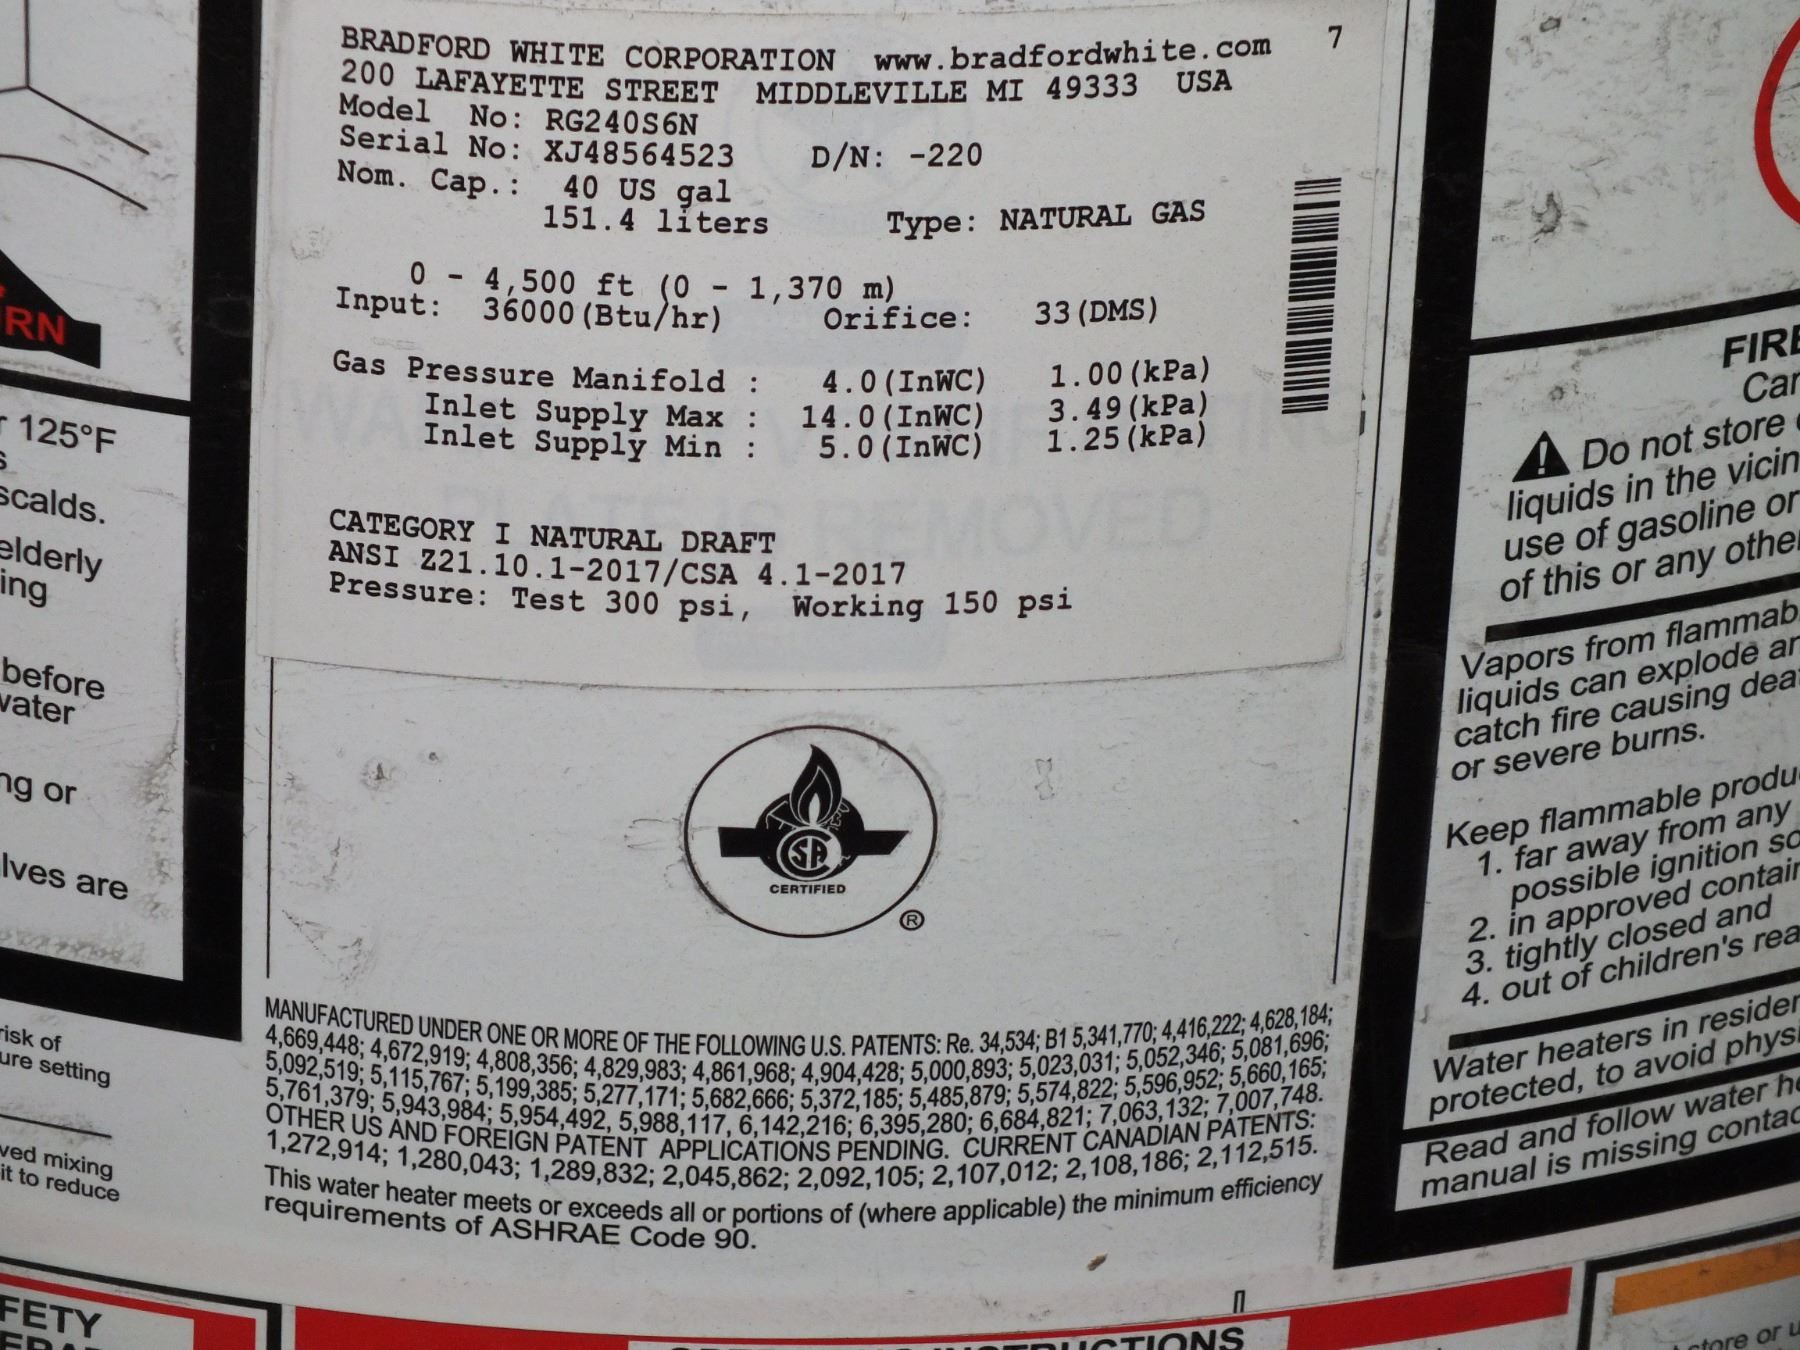 BRADFORD WHITE CORPORATION www.bradfordwhite.com 7
200 LAFAYETTE STREET MIDDLEVILLE MI 49333 USA
Model No: RG240S6N
Serial No: XJ48564523 D/N: -220
Nom. Cap.: 40 US gal
151.4 liters Type: NATURAL GAS
0 - 4,500 ft (0 - 1,370 m)
Input: 36000(Btu/hr) Orifice: 33(DMS)
Gas Pressure Manifold : 4.0(InWC) 1.00(kPa)
Inlet Supply Max : 14.0(InWC) 3.49(kPa)
Inlet Supply Min : 5.0(InWC) 1.25(kPa)
CATEGORY I NATURAL DRAFT
ANSI Z21.10.1-2017/CSA 4.1-2017
Pressure: Test 300 psi, Working 150 psi
CSA
CERTIFIED
®
MANUFACTURED UNDER ONE OR MORE OF THE FOLLOWING U.S. PATENTS: Re. 34,534; B1 5,341,770; 4,416,222; 4,628,184;
4,669,448; 4,672,919; 4,808,356; 4,829,983; 4,861,968; 4,904,428; 5,000,893; 5,023,031; 5,052,346; 5,081,696;
5,092,519; 5,115,767; 5,199,385; 5,277,171; 5,682,666; 5,372,185; 5,485,879; 5,574,822; 5,596,952; 5,660,165;
5,761,379; 5,943,984; 5,954,492, 5,988,117, 6,142,216; 6,395,280; 6,684,821; 7,063,132; 7,007,748.
OTHER US AND FOREIGN PATENT APPLICATIONS PENDING. CURRENT CANADIAN PATENTS:
1,272,914; 1,280,043; 1,289,832; 2,045,862; 2,092,105; 2,107,012; 2,108,186; 2,112,515.
This water heater meets or exceeds all or portions of (where applicable) the minimum efficiency
requirements of ASHRAE Code 90.
RN
125°F
scalds.
elderly
ing
before
water
ng or
lves are
risk of
ure setting
ved mixing
it to reduce
FETY
FIRE
Car
Do not store
liquids in the vicin
use of gasoline or
of this or any other
Vapors from flammab
liquids can explode an
catch fire causing deat
or severe burns.
Keep flammable produ
1. far away from any
possible ignition so
2. in approved contain
3. tightly closed and
4. out of children's rea
Water heaters in residen
protected, to avoid physi
Read and follow water he
manual is missing contac
store or u